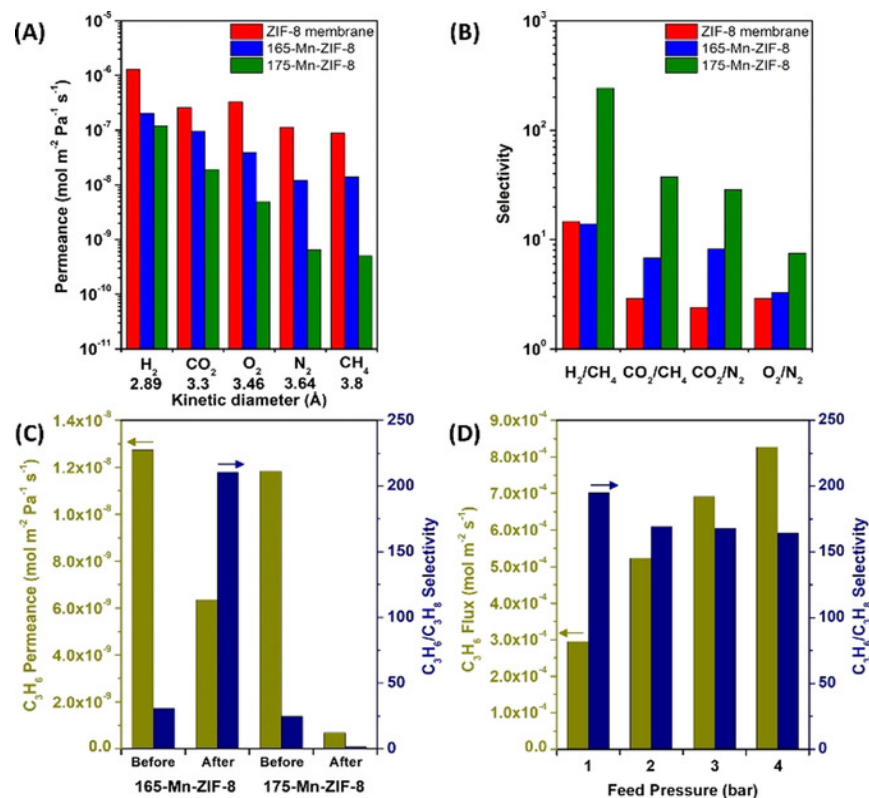 (A)
10⁻⁵
10⁻⁶
10⁻⁷
10⁻⁸
10⁻⁹
10⁻¹⁰
10⁻¹¹
Permeance (mol m⁻² Pa⁻¹ s⁻¹)
ZIF-8 membrane
165-Mn-ZIF-8
175-Mn-ZIF-8
H₂ CO₂ O₂ N₂ CH₄
2.89 3.3 3.46 3.64 3.8
Kinetic diameter (Å)
(B)
10³
10²
10¹
10⁰
Selectivity
ZIF-8 membrane
165-Mn-ZIF-8
175-Mn-ZIF-8
H₂/CH₄ CO₂/CH₄ CO₂/N₂ O₂/N₂
(C)
1.4x10⁻⁸
1.2x10⁻⁸
1.0x10⁻⁸
8.0x10⁻⁹
6.0x10⁻⁹
4.0x10⁻⁹
2.0x10⁻⁹
0.0
C₃H₆ Permeance (mol m⁻² Pa⁻¹ s⁻¹)
250
200
150
100
50
0
C₃H₆/C₃H₈ Selectivity
Before After Before After
165-Mn-ZIF-8 175-Mn-ZIF-8
(D)
9.0x10⁻⁴
8.0x10⁻⁴
7.0x10⁻⁴
6.0x10⁻⁴
5.0x10⁻⁴
4.0x10⁻⁴
3.0x10⁻⁴
2.0x10⁻⁴
1.0x10⁻⁴
0.0
C₃H₆ Flux (mol m⁻² s⁻¹)
250
200
150
100
50
0
C₃H₆/C₃H₈ Selectivity
1 2 3 4
Feed Pressure (bar)